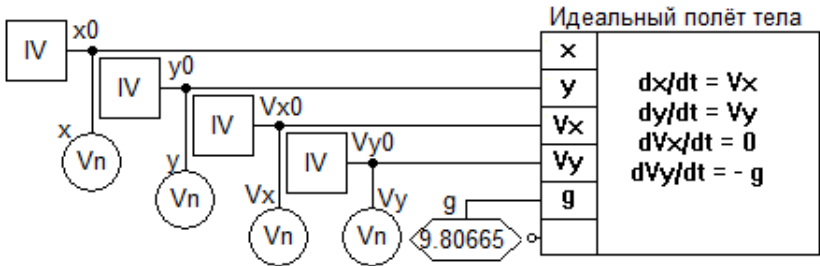 Идеальный полёт тела
IV x0 x
IV y0 y
dx/dt = Vx
dy/dt = Vy
IV Vx0 Vx
dVx/dt = 0
IV Vy0 Vy
dVy/dt = - g
x Vn
y Vn
Vx Vn
Vy Vn
g g
9.80665